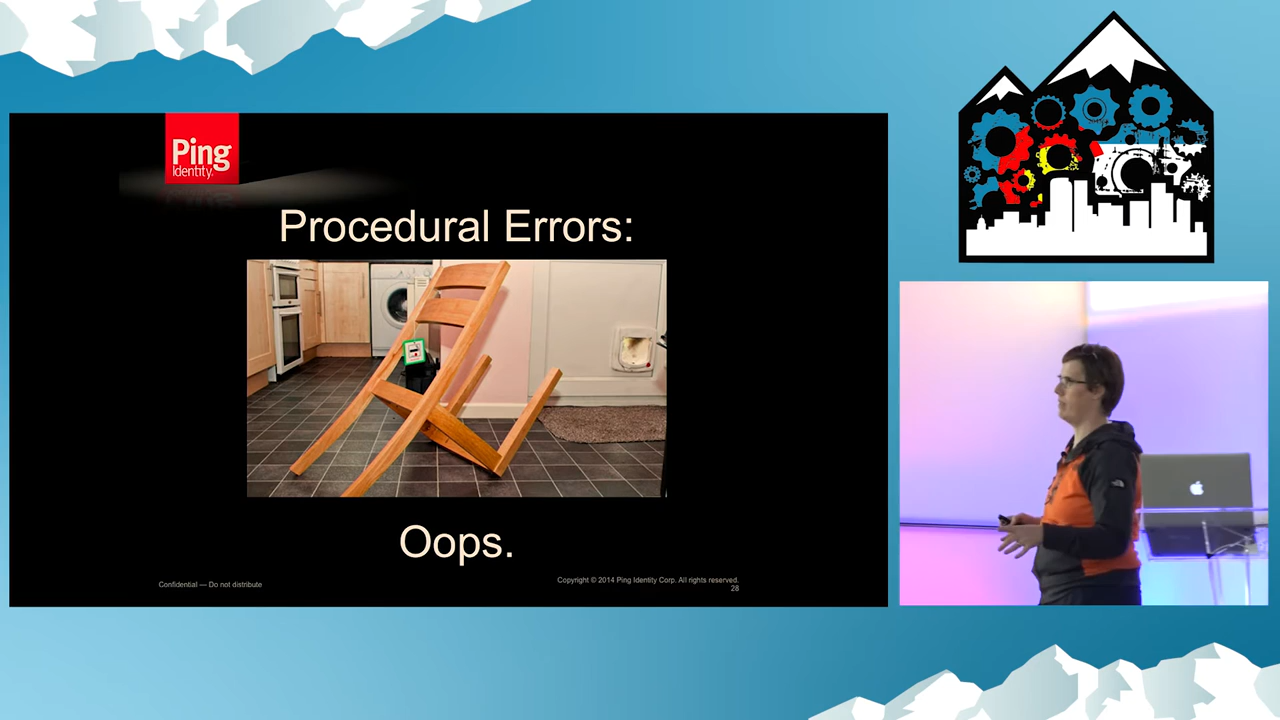 Ping
Identity.
Procedural Errors:
Oops.
Confidential — Do not distribute
Copyright © 2014 Ping Identity Corp. All rights reserved.
28